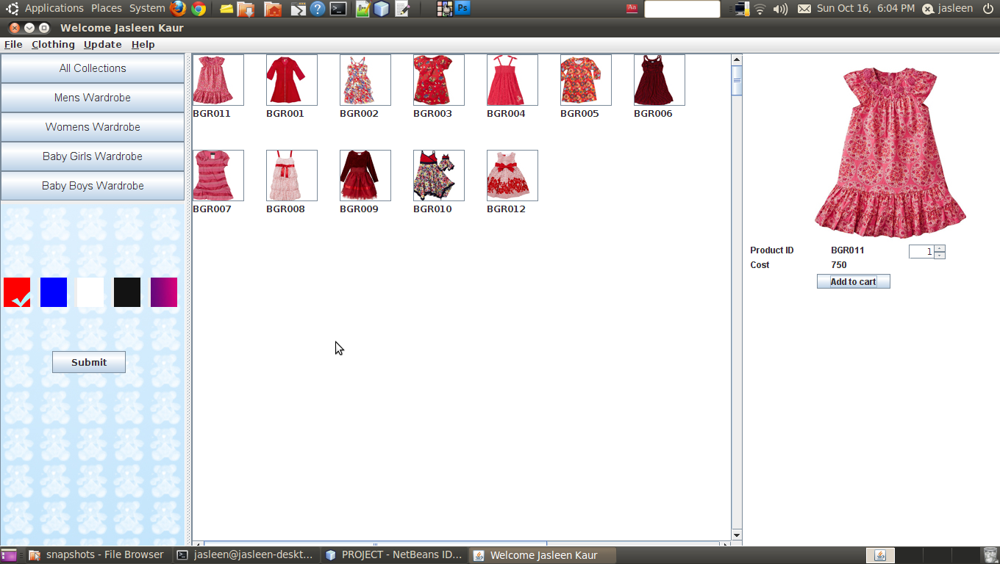 Applications Places System
Ps
Aa
Sun Oct 16, 6:04 PM
jasleen
Welcome Jasleen Kaur
File Clothing Update Help
All Collections
Mens Wardrobe
Womens Wardrobe
Baby Girls Wardrobe
Baby Boys Wardrobe
Submit
BGR011 BGR001 BGR002 BGR003 BGR004 BGR005 BGR006
BGR007 BGR008 BGR009 BGR010 BGR012
Product ID BGR011 1
Cost 750
Add to cart
snapshots - File Browser
jasleen@jasleen-deskt...
PROJECT - NetBeans ID...
Welcome Jasleen Kaur